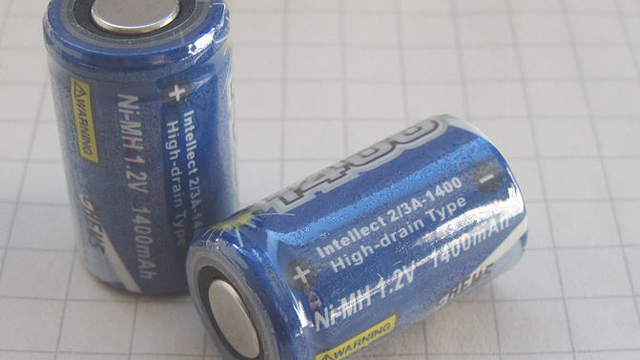 ⚠WARNING
Ni-MH 1.2V 1400mAh
+ Intellect 2/3A-14
High-drain Type
1400
+ Intellect 2/3A-1400 -
High-drain Type
Ni-MH 1.2V 1400mAh
⚠WARNING